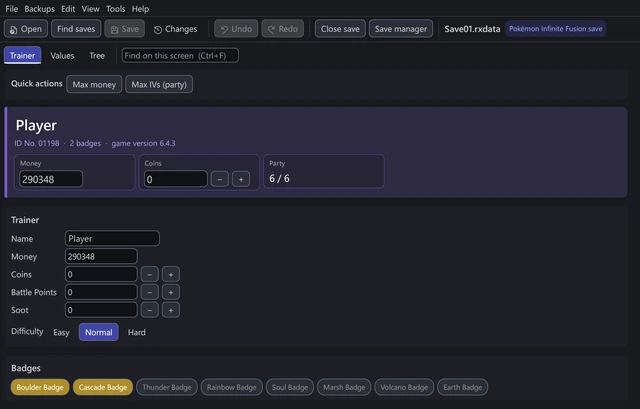 File Backups Edit View Tools Help
Open Find saves Save Changes Undo Redo Close save Save manager Save01.rxdata Pokémon Infinite Fusion save
Trainer Values Tree Find on this screen (Ctrl+F)
Quick actions Max money Max IVs (party)
Player
ID No. 01198 · 2 badges · game version 6.4.3
Money Coins Party
290348 0 − + 6 / 6
Trainer
Name Player
Money 290348
Coins 0 − +
Battle Points 0 − +
Soot 0 − +
Difficulty Easy Normal Hard
Badges
Boulder Badge Cascade Badge Thunder Badge Rainbow Badge Soul Badge Marsh Badge Volcano Badge Earth Badge